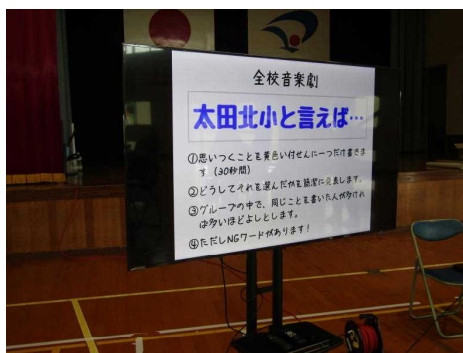 全校音楽劇
太田北小と言えば…
①思いつくことを黄色い付せんに一つだけ書きま
す（30秒間）
②どうしてそれを選んだかを簡潔に発表します。
③グループの中で、同じことを書いた人が多けれ
ば多いほどよしとします。
④ただしNGワードがあります！